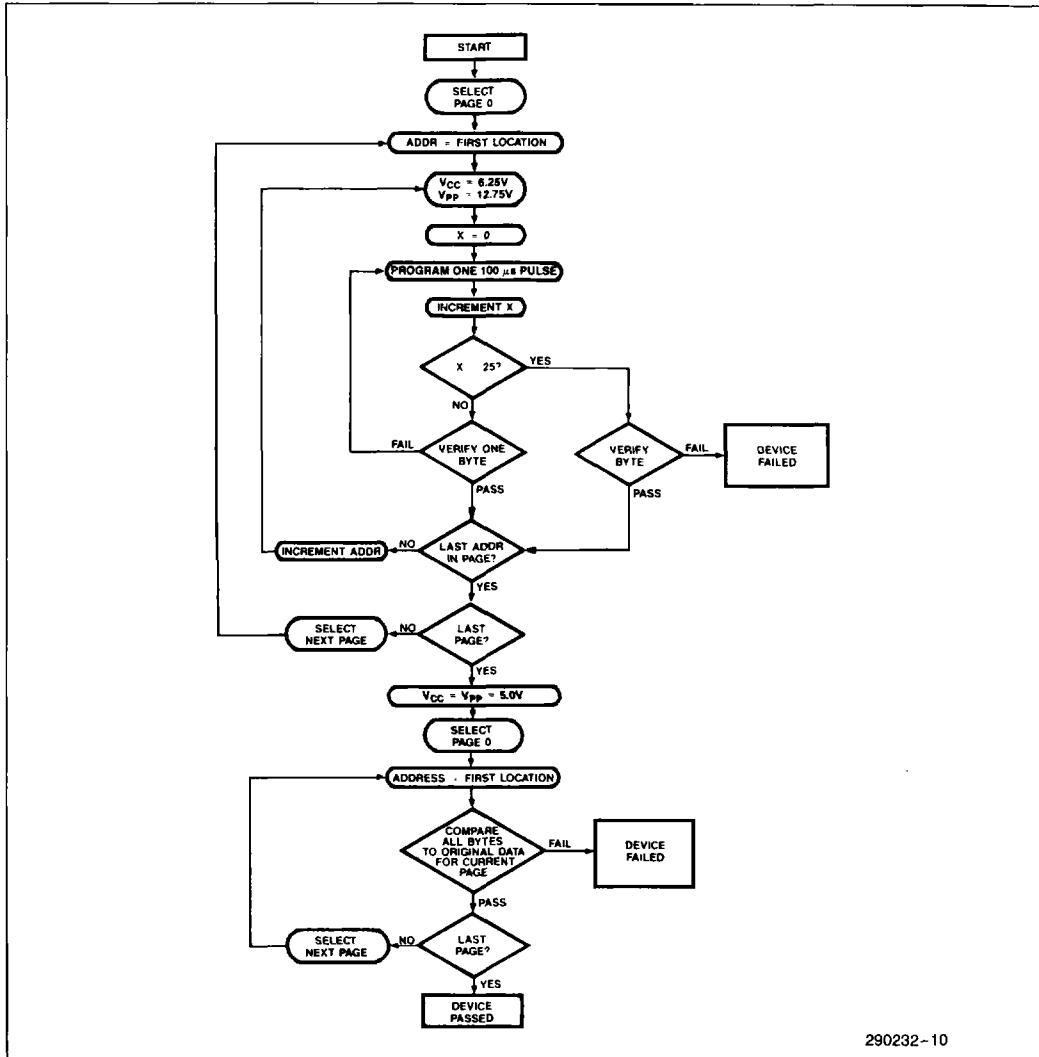 START
SELECT
PAGE 0
ADDR = FIRST LOCATION
VCC = 6.25V
VPP = 12.75V
X = 0
PROGRAM ONE 100 µs PULSE
INCREMENT X
X 25?
YES
NO
FAIL
VERIFY ONE
BYTE
VERIFY
BYTE
FAIL
DEVICE
FAILED
PASS
PASS
INCREMENT ADDR
NO
LAST ADDR
IN PAGE?
YES
SELECT
NEXT PAGE
NO
LAST
PAGE?
YES
VCC = VPP = 5.0V
SELECT
PAGE 0
ADDRESS - FIRST LOCATION
COMPARE
ALL BYTES
TO ORIGINAL DATA
FOR CURRENT
PAGE
FAIL
DEVICE
FAILED
PASS
SELECT
NEXT PAGE
NO
LAST
PAGE?
YES
DEVICE
PASSED
290232-10